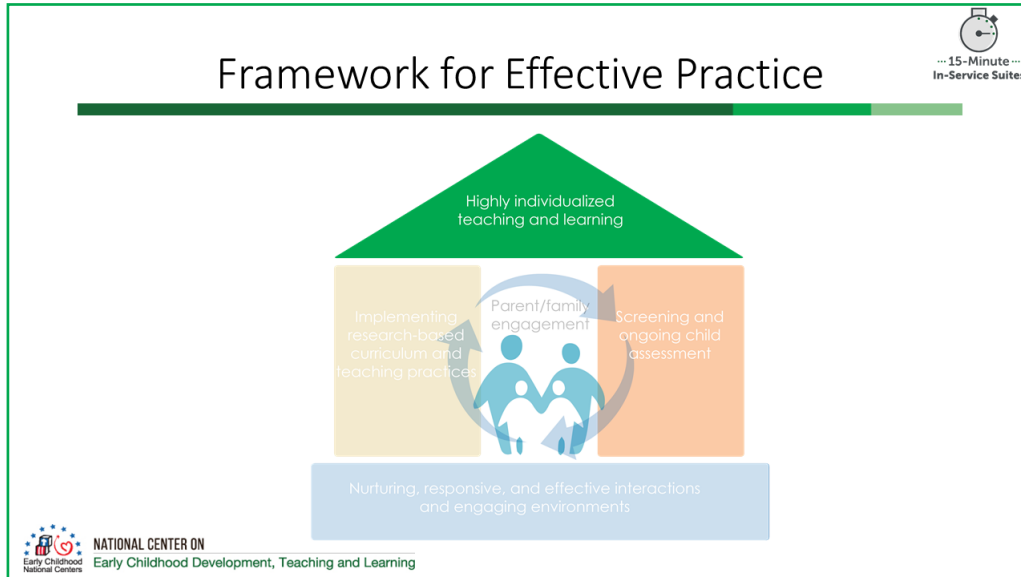 Framework for Effective Practice
15-Minute
In-Service Suites
Highly individualized
teaching and learning
Implementing
research-based
curriculum and
teaching practices
Parent/family
engagement
Screening and
ongoing child
assessment
Nurturing, responsive, and effective interactions
and engaging environments
Early Childhood
National Centers
NATIONAL CENTER ON
Early Childhood Development, Teaching and Learning